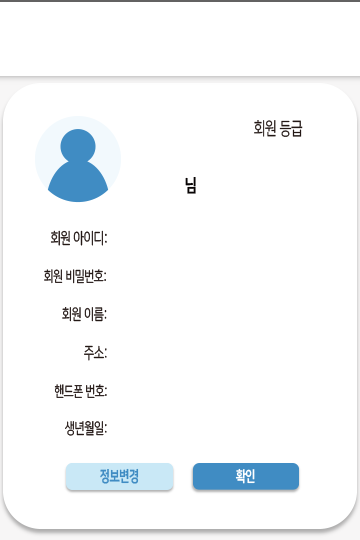 회원 등급
님
회원 아이디:
회원 비밀번호:
회원 이름:
주소:
핸드폰 번호:
생년월일:
정보변경
확인